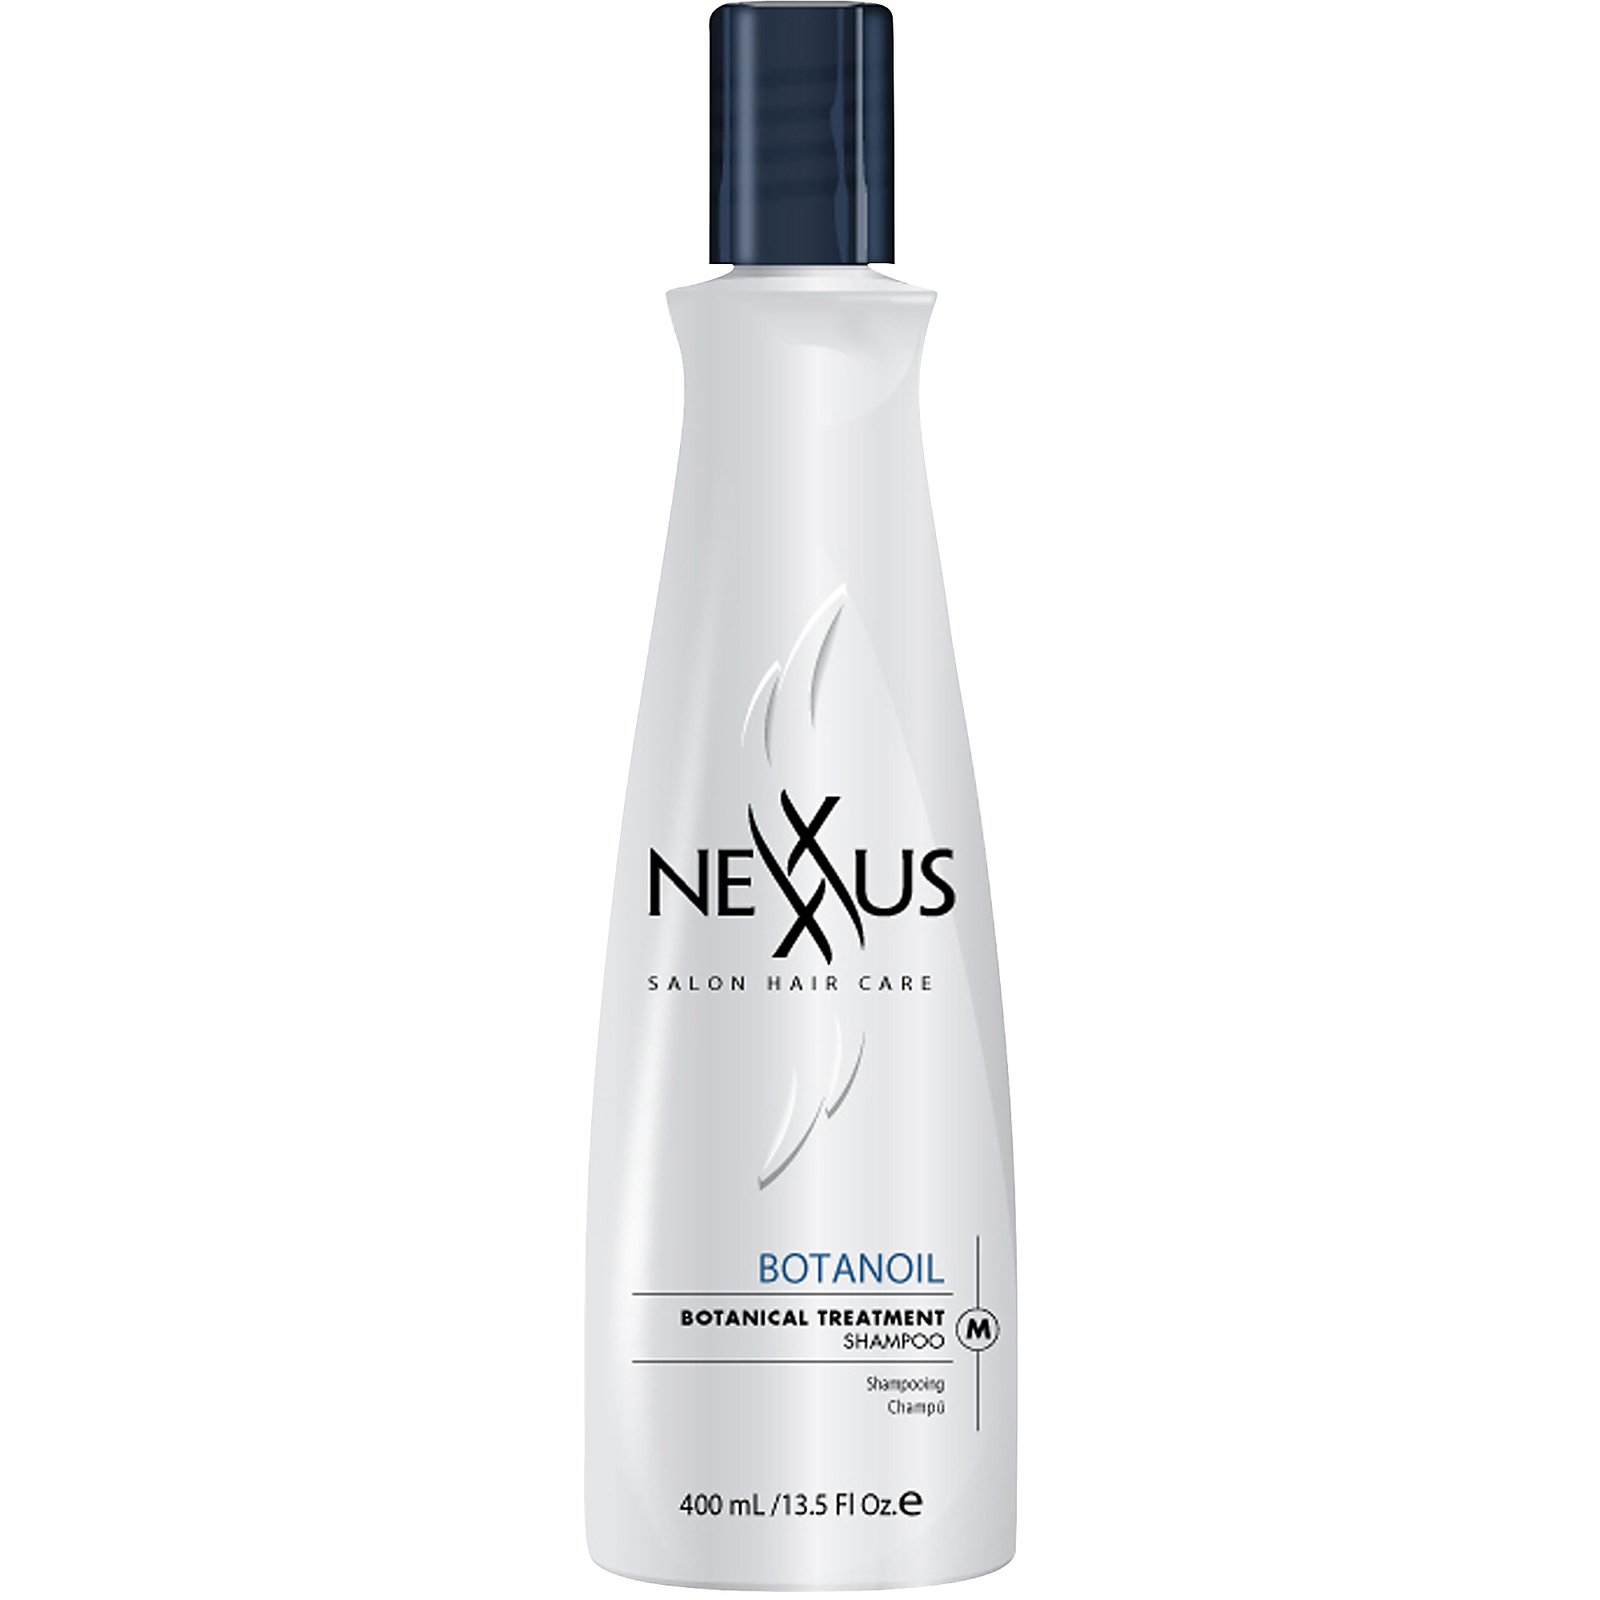 NEXXUS
SALON HAIR CARE
BOTANOIL
BOTANICAL TREATMENT
SHAMPOO
M
Shampooing
Champú
400 mL /13.5 Fl Oz.e